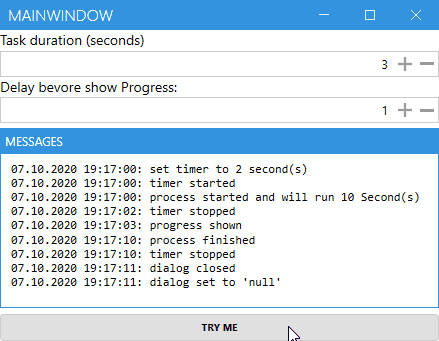 MAINWINDOW
Task duration (seconds)
3
Delay bevore show Progress:
1
MESSAGES
07.10.2020 19:17:00: set timer to 2 second(s)
07.10.2020 19:17:00: timer started
07.10.2020 19:17:00: process started and will run 10 Second(s)
07.10.2020 19:17:02: timer stopped
07.10.2020 19:17:03: progress shown
07.10.2020 19:17:10: process finished
07.10.2020 19:17:10: timer stopped
07.10.2020 19:17:11: dialog closed
07.10.2020 19:17:11: dialog set to 'null'
TRY ME